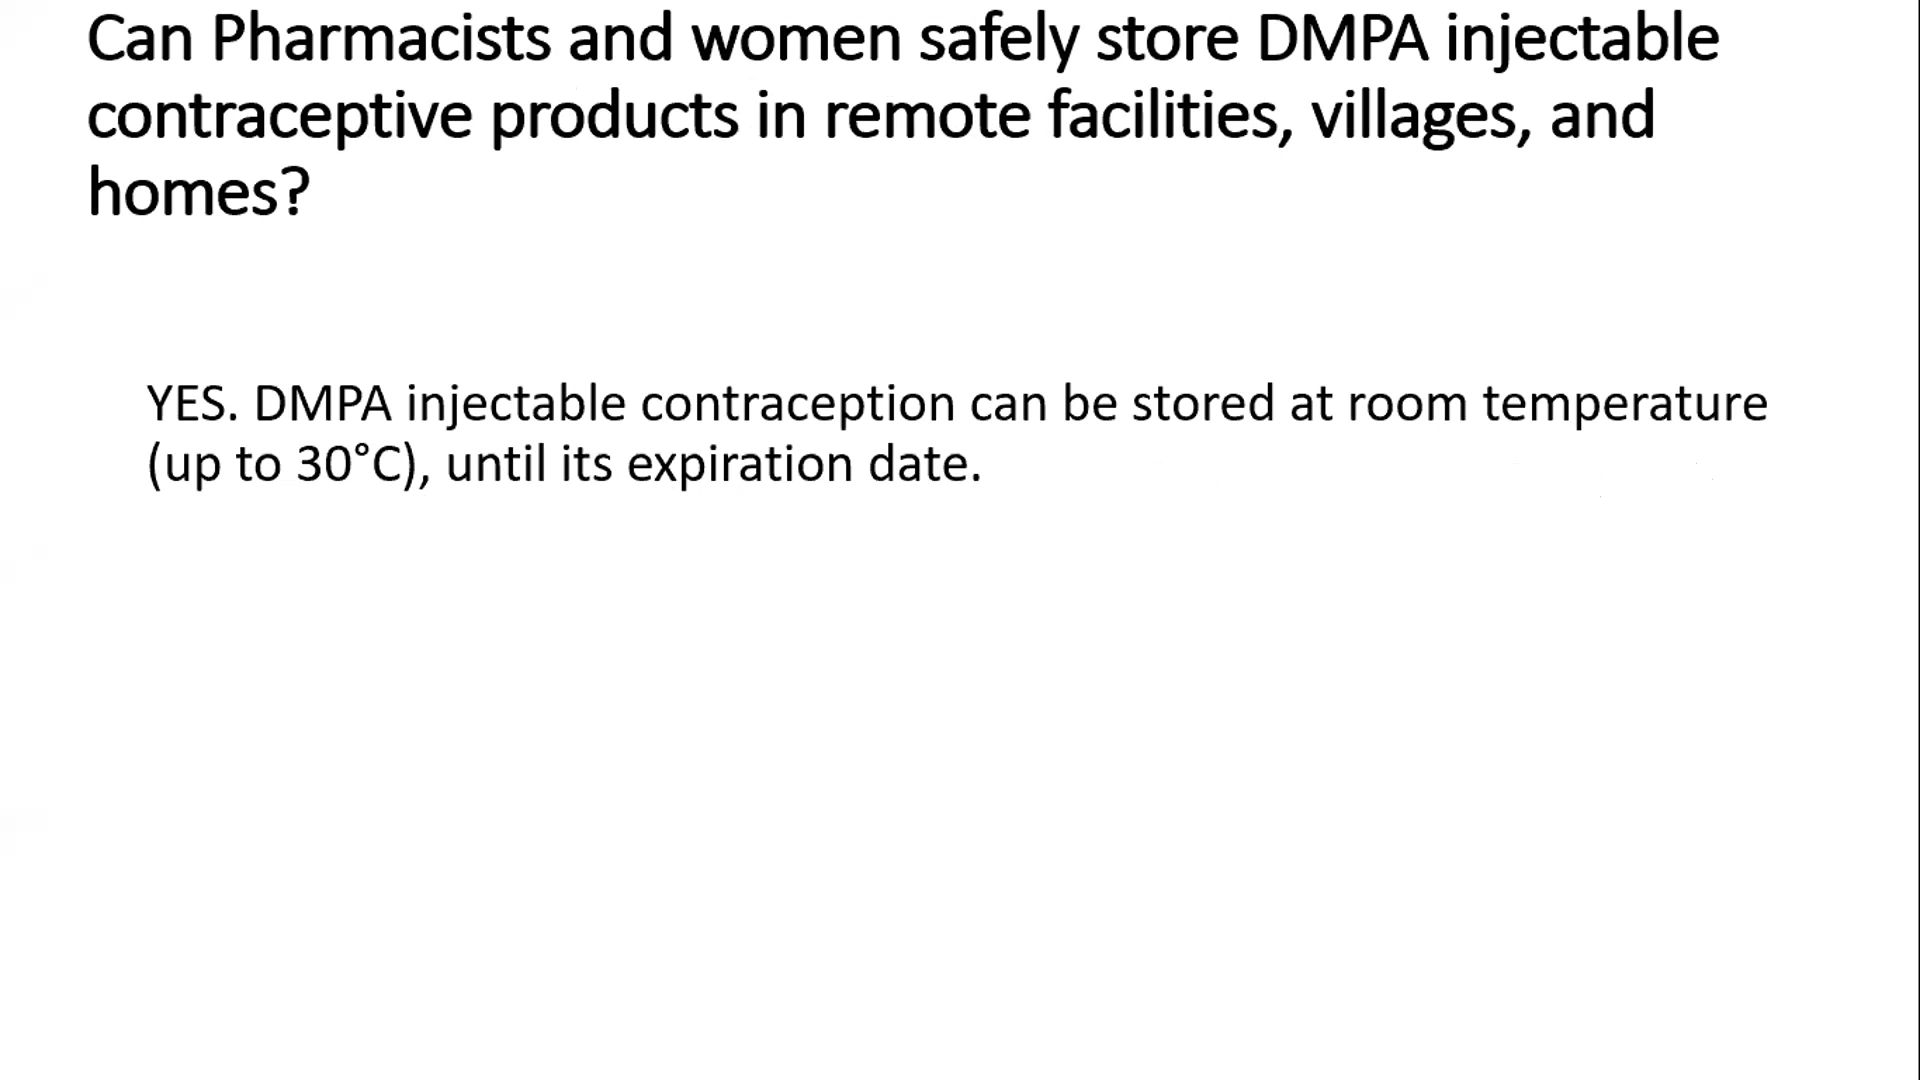 Can Pharmacists and women safely store DMPA injectable
contraceptive products in remote facilities, villages, and
homes?
YES. DMPA injectable contraception can be stored at room temperature
(up to 30°C), until its expiration date.